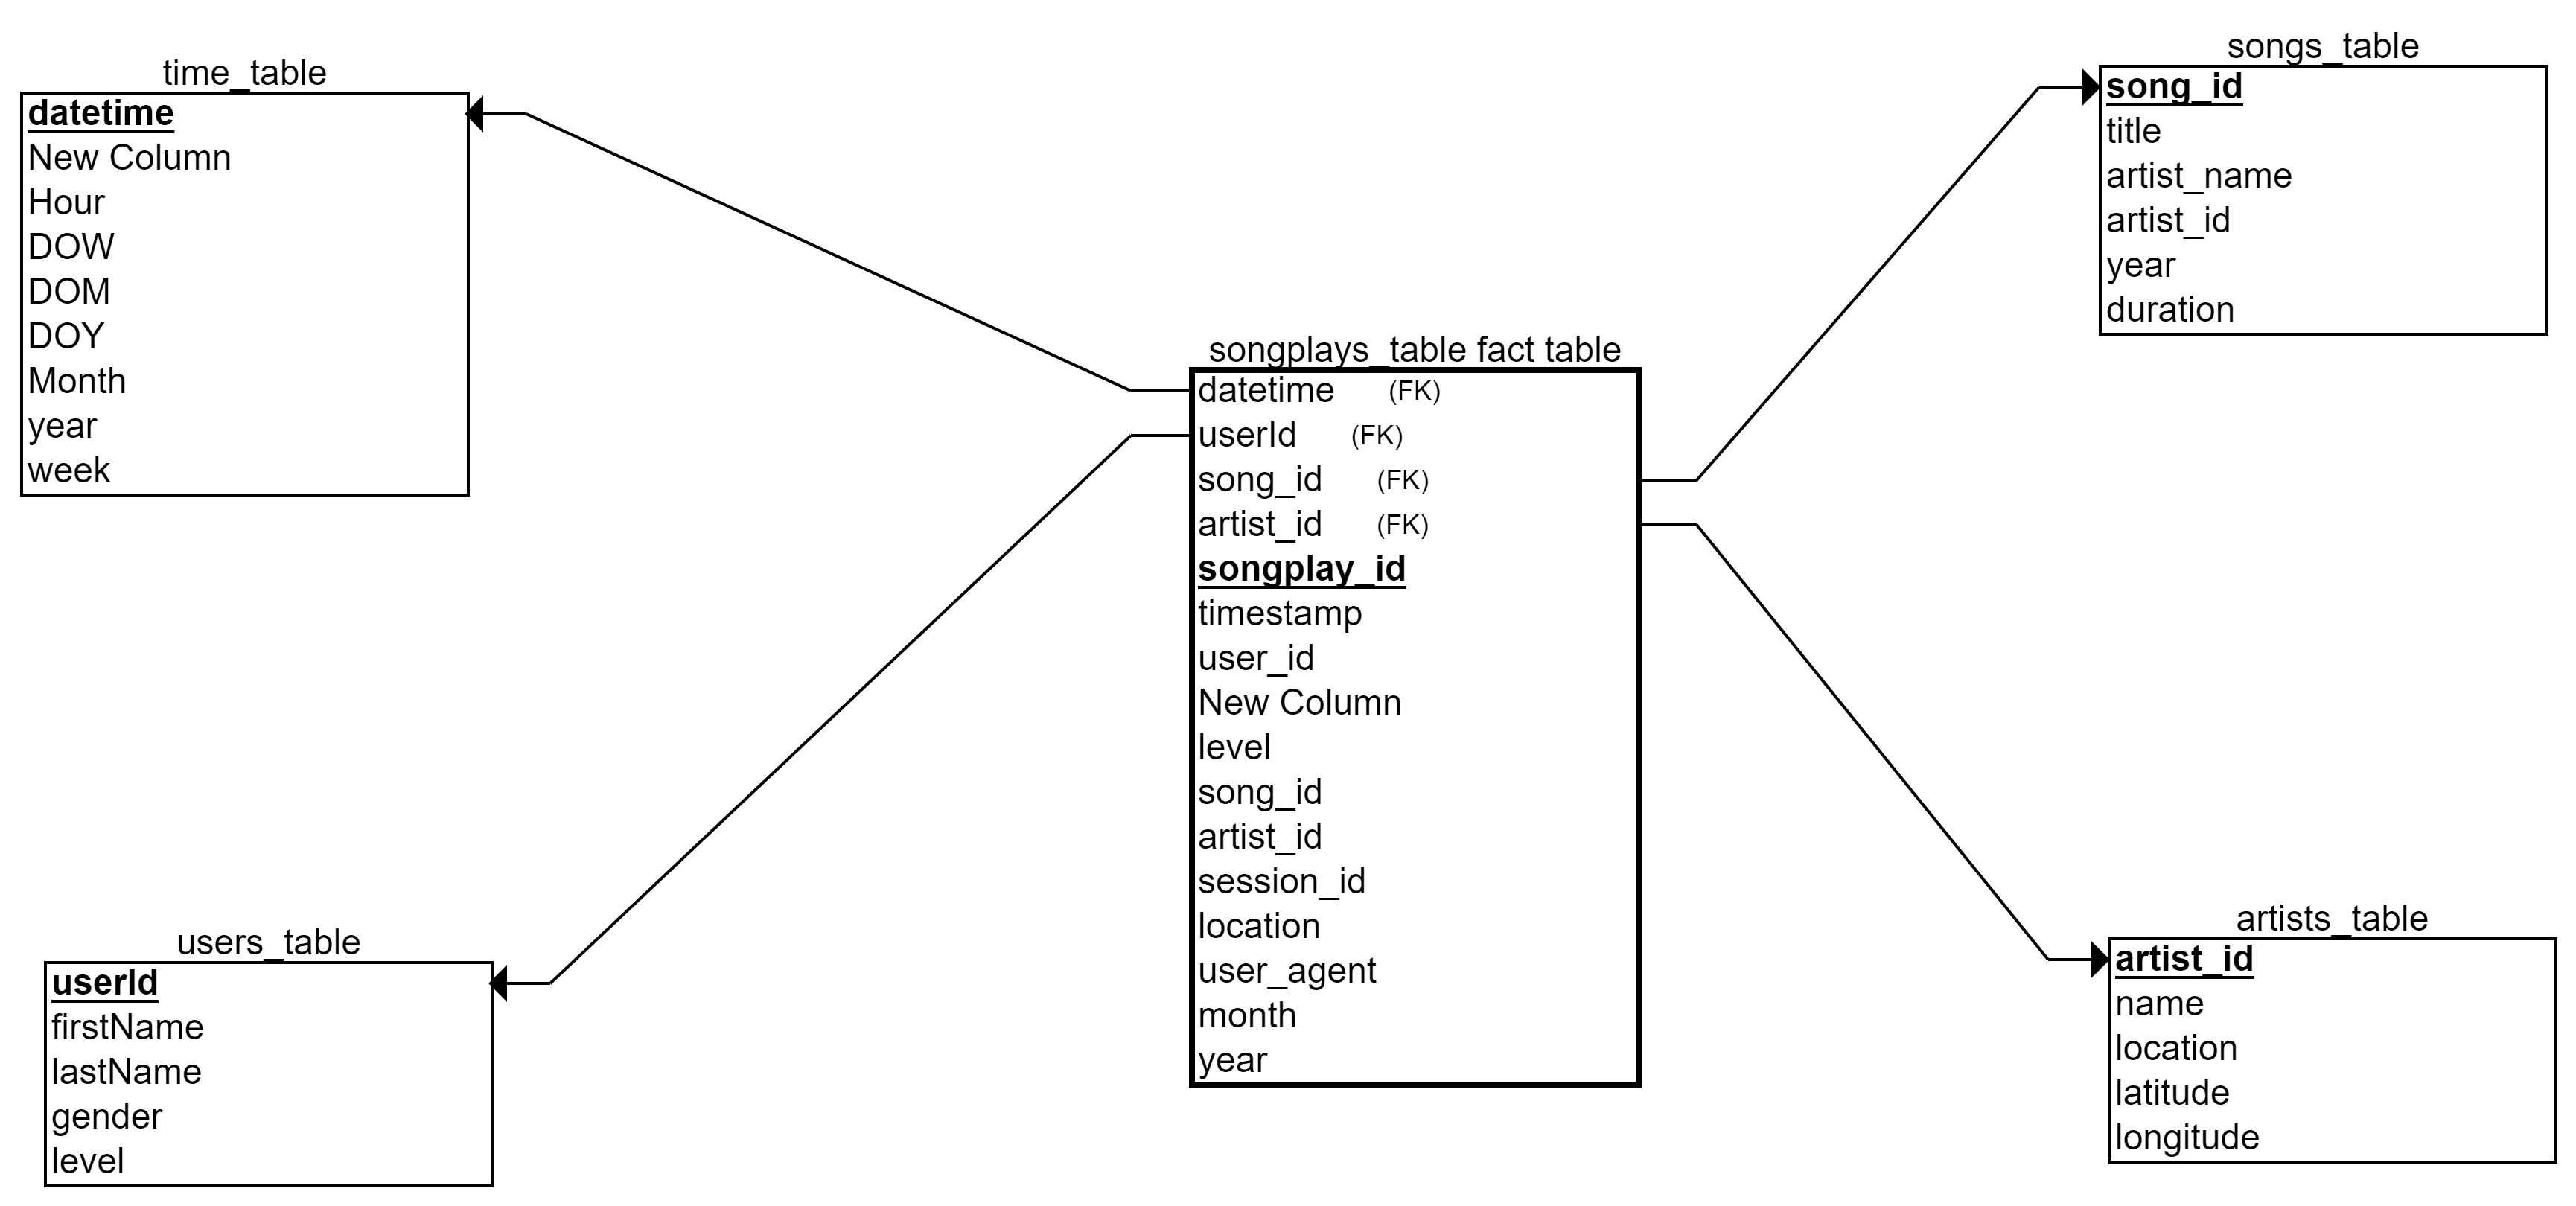 time_table
datetime
New Column
Hour
DOW
DOM
DOY
Month
year
week
users_table
userId
firstName
lastName
gender
level
songplays_table fact table
datetime (FK)
userId (FK)
song_id (FK)
artist_id (FK)
songplay_id
timestamp
user_id
New Column
level
song_id
artist_id
session_id
location
user_agent
month
year
songs_table
song_id
title
artist_name
artist_id
year
duration
artists_table
artist_id
name
location
latitude
longitude